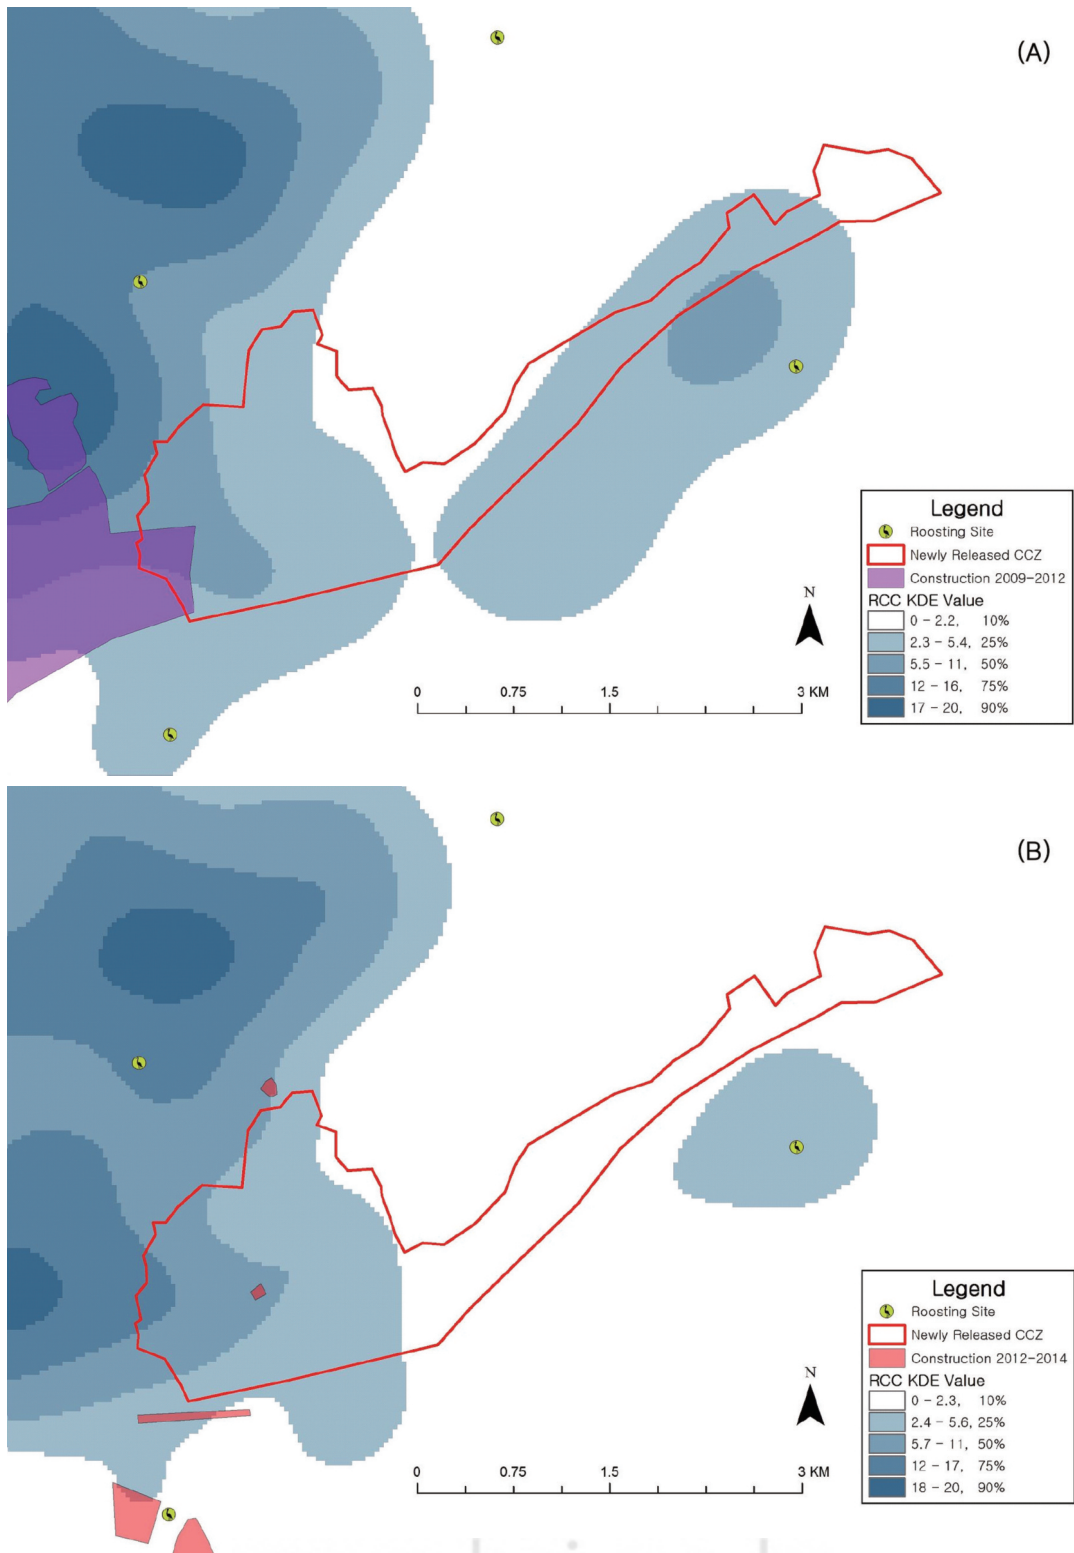 (A)
Legend
Roosting Site
Newly Released CCZ
Construction 2009-2012
RCC KDE Value
0 - 2.2, 10%
2.3 - 5.4, 25%
5.5 - 11, 50%
12 - 16, 75%
17 - 20, 90%
N
0 0.75 1.5 3 KM
(B)
Legend
Roosting Site
Newly Released CCZ
Construction 2012-2014
RCC KDE Value
0 - 2.3, 10%
2.4 - 5.6, 25%
5.7 - 11, 50%
12 - 17, 75%
18 - 20, 90%
N
0 0.75 1.5 3 KM